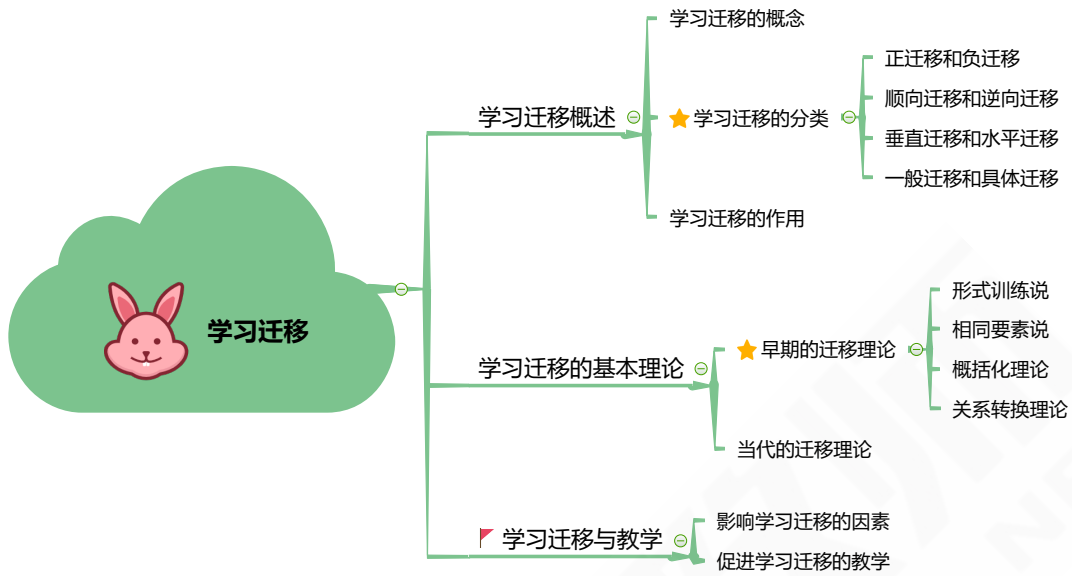 学习迁移
学习迁移概述
学习迁移的概念
学习迁移的分类
正迁移和负迁移
顺向迁移和逆向迁移
垂直迁移和水平迁移
一般迁移和具体迁移
学习迁移的作用
学习迁移的基本理论
早期的迁移理论
形式训练说
相同要素说
概括化理论
关系转换理论
当代的迁移理论
学习迁移与教学
影响学习迁移的因素
促进学习迁移的教学